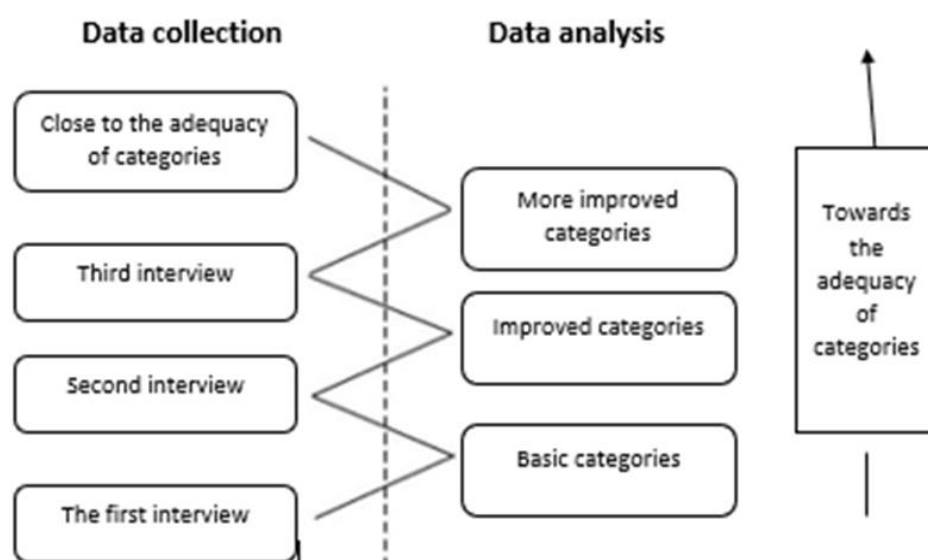 Data collection
Data analysis
Close to the adequacy
of categories
More improved
categories
Third interview
Improved categories
Second interview
Basic categories
The first interview
Towards
the
adequacy
of
categories